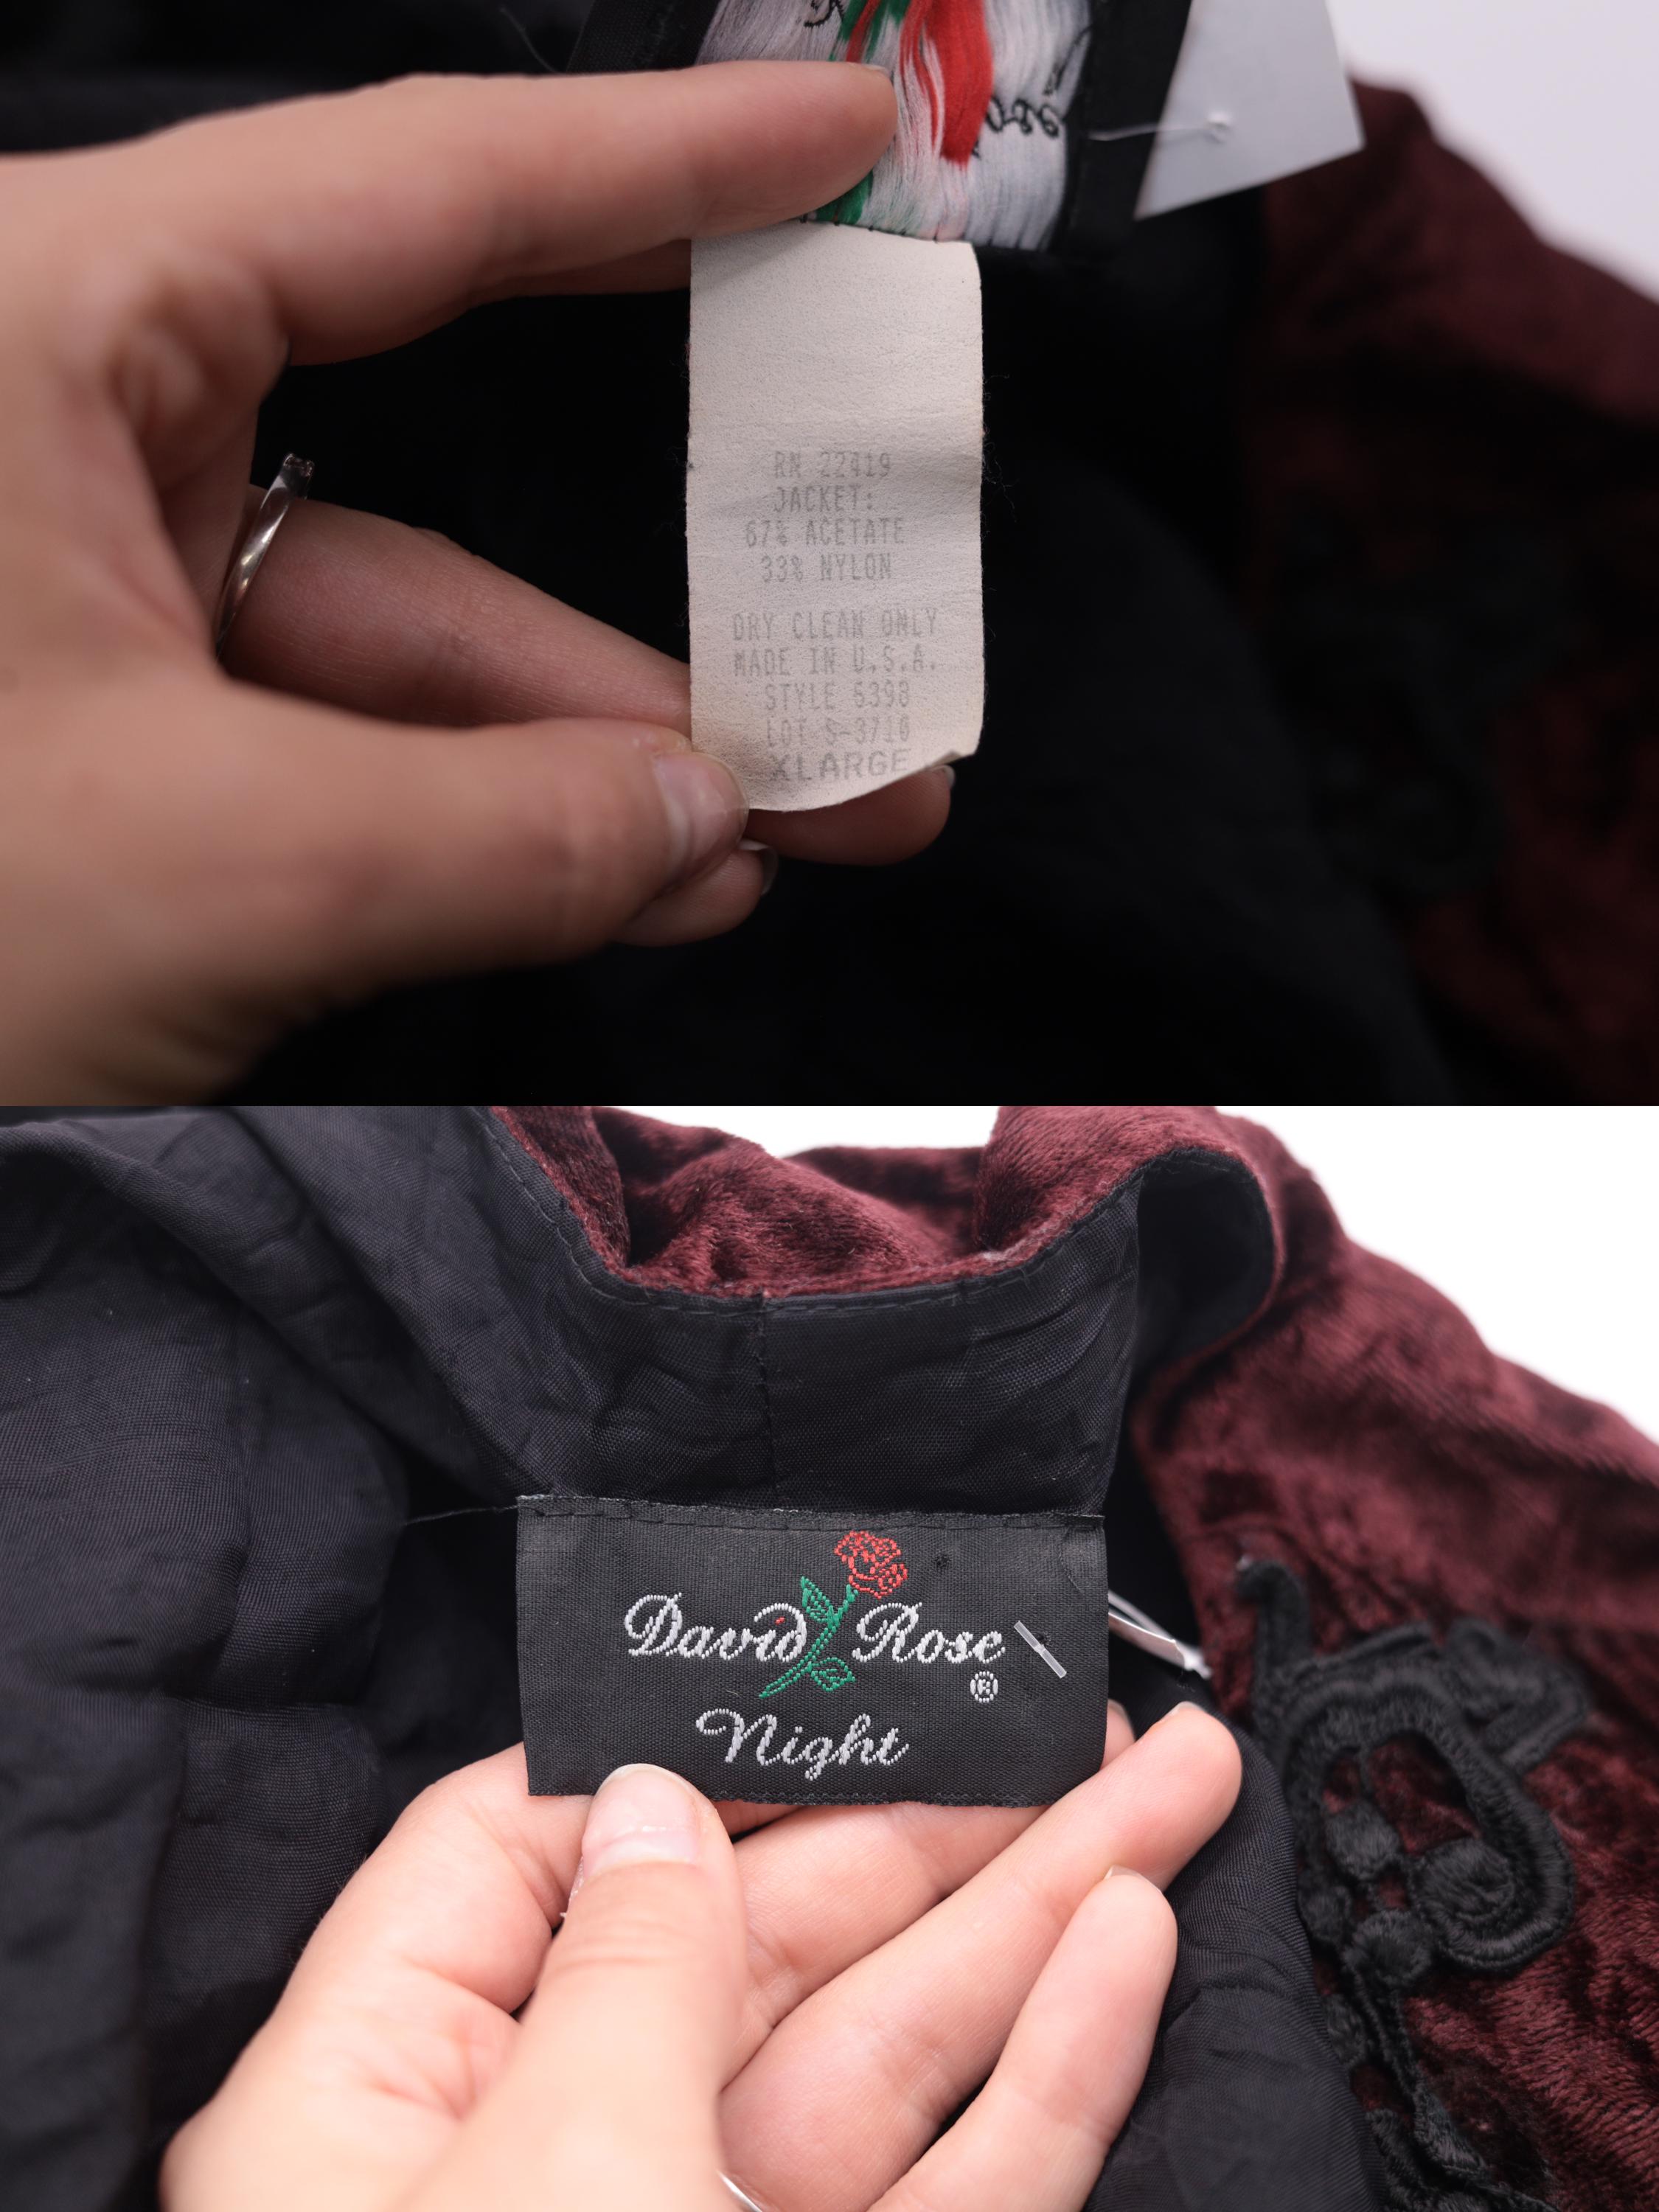 RN 22419
JACKET:
67% ACETATE
33% NYLON
DRY CLEAN ONLY
MADE IN U.S.A.
STYLE 6398
LOT S-3710
XLARGE
David Rose
®
Night